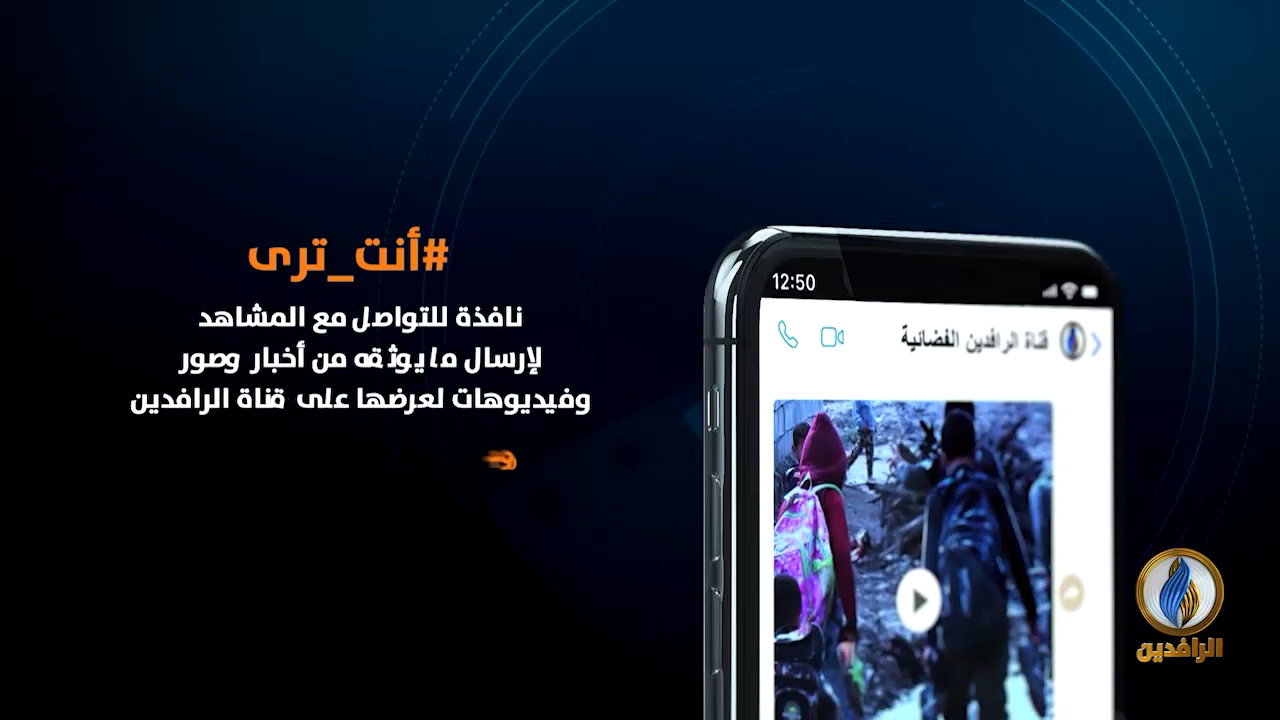 #أنت_ترى
نافذة للتواصل مع المشاهد
لإرسال ما يوثقه من أخبار وصور
وفيديوهات لعرضها على قناة الرافدين
12:50
قناة الرافدين الفضائية
الرافدين